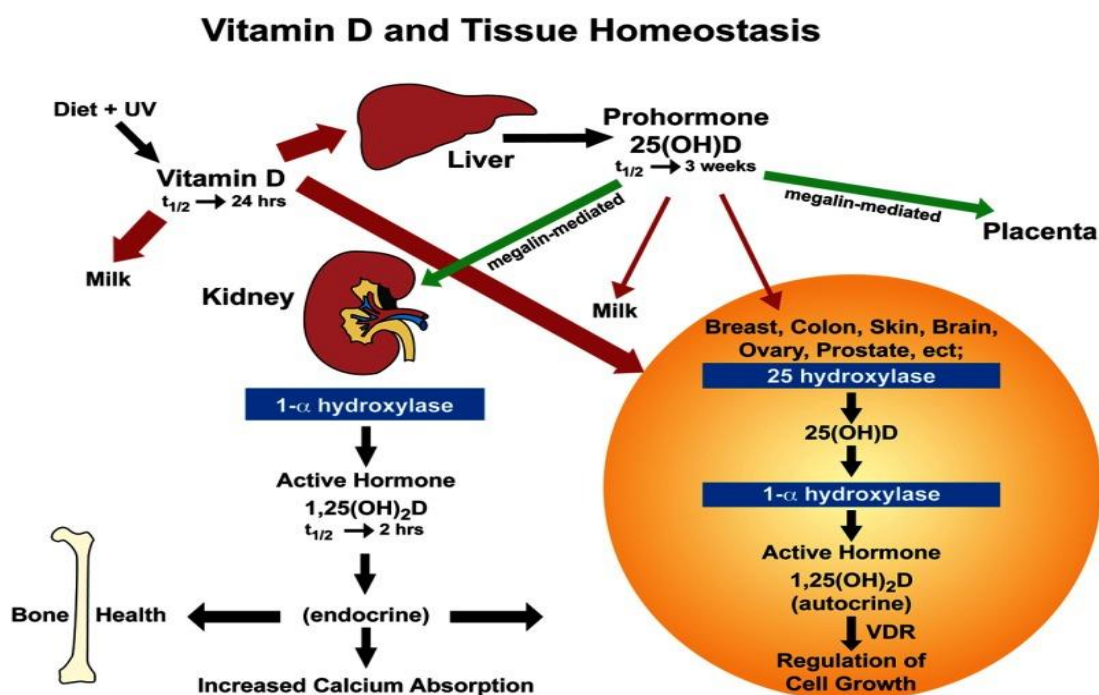 Vitamin D and Tissue Homeostasis
Diet + UV
Vitamin D
t1/2 → 24 hrs
Milk
Liver
Prohormone
25(OH)D
t1/2 → 3 weeks
megalin-mediated
megalin-mediated
Placenta
Milk
Kidney
1-α hydroxylase
Active Hormone
1,25(OH)2D
t1/2 → 2 hrs
(endocrine)
Bone Health
Increased Calcium Absorption
Breast, Colon, Skin, Brain,
Ovary, Prostate, ect;
25 hydroxylase
25(OH)D
1-α hydroxylase
Active Hormone
1,25(OH)2D
(autocrine)
VDR
Regulation of
Cell Growth